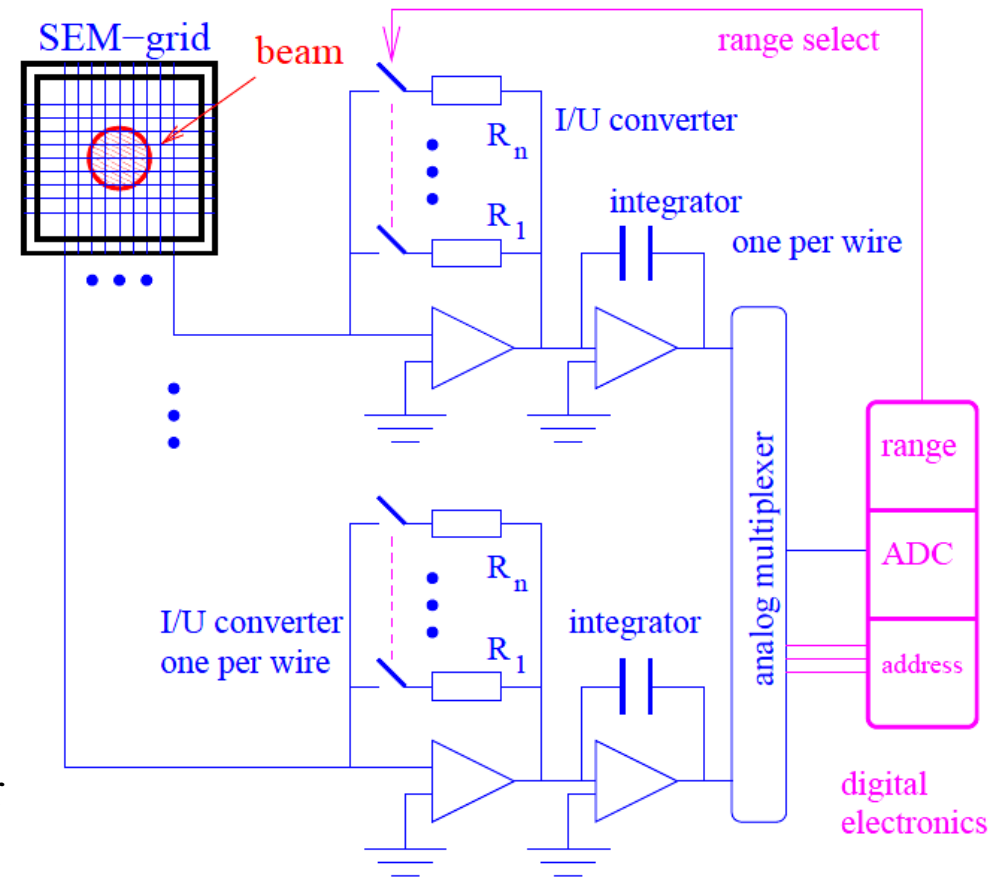 SEM−grid
beam
range select
R
n
I/U converter
R
1
integrator
one per wire
analog multiplexer
range
ADC
address
R
n
I/U converter
one per wire
R
1
integrator
digital
electronics